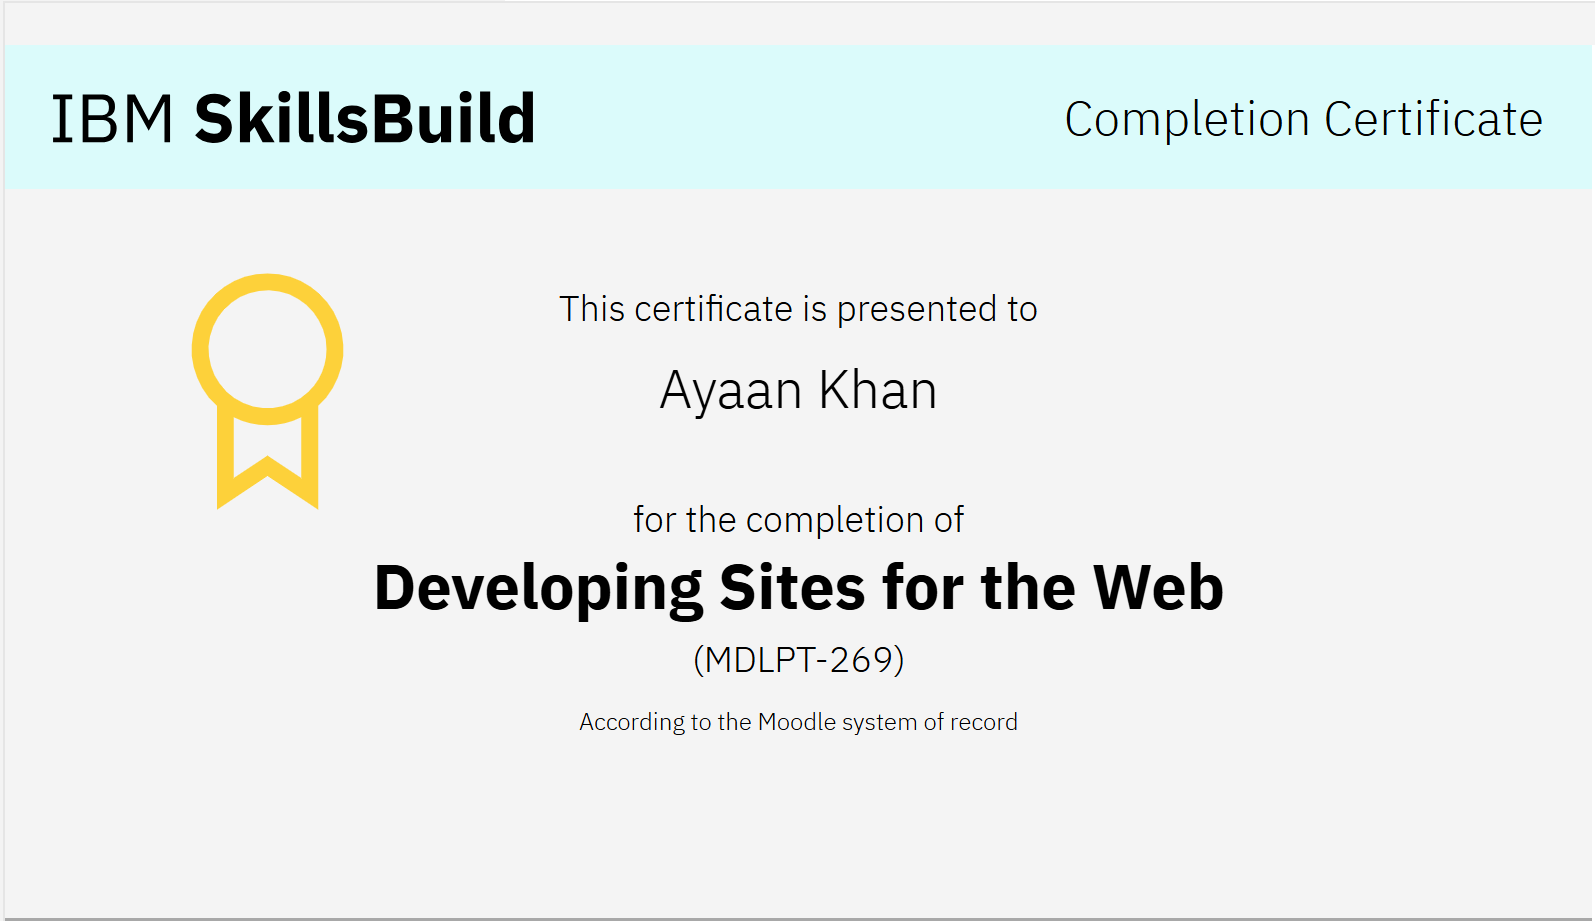 IBM SkillsBuild
Completion Certificate
This certificate is presented to
Ayaan Khan
for the completion of
Developing Sites for the Web
(MDLPT-269)
According to the Moodle system of record